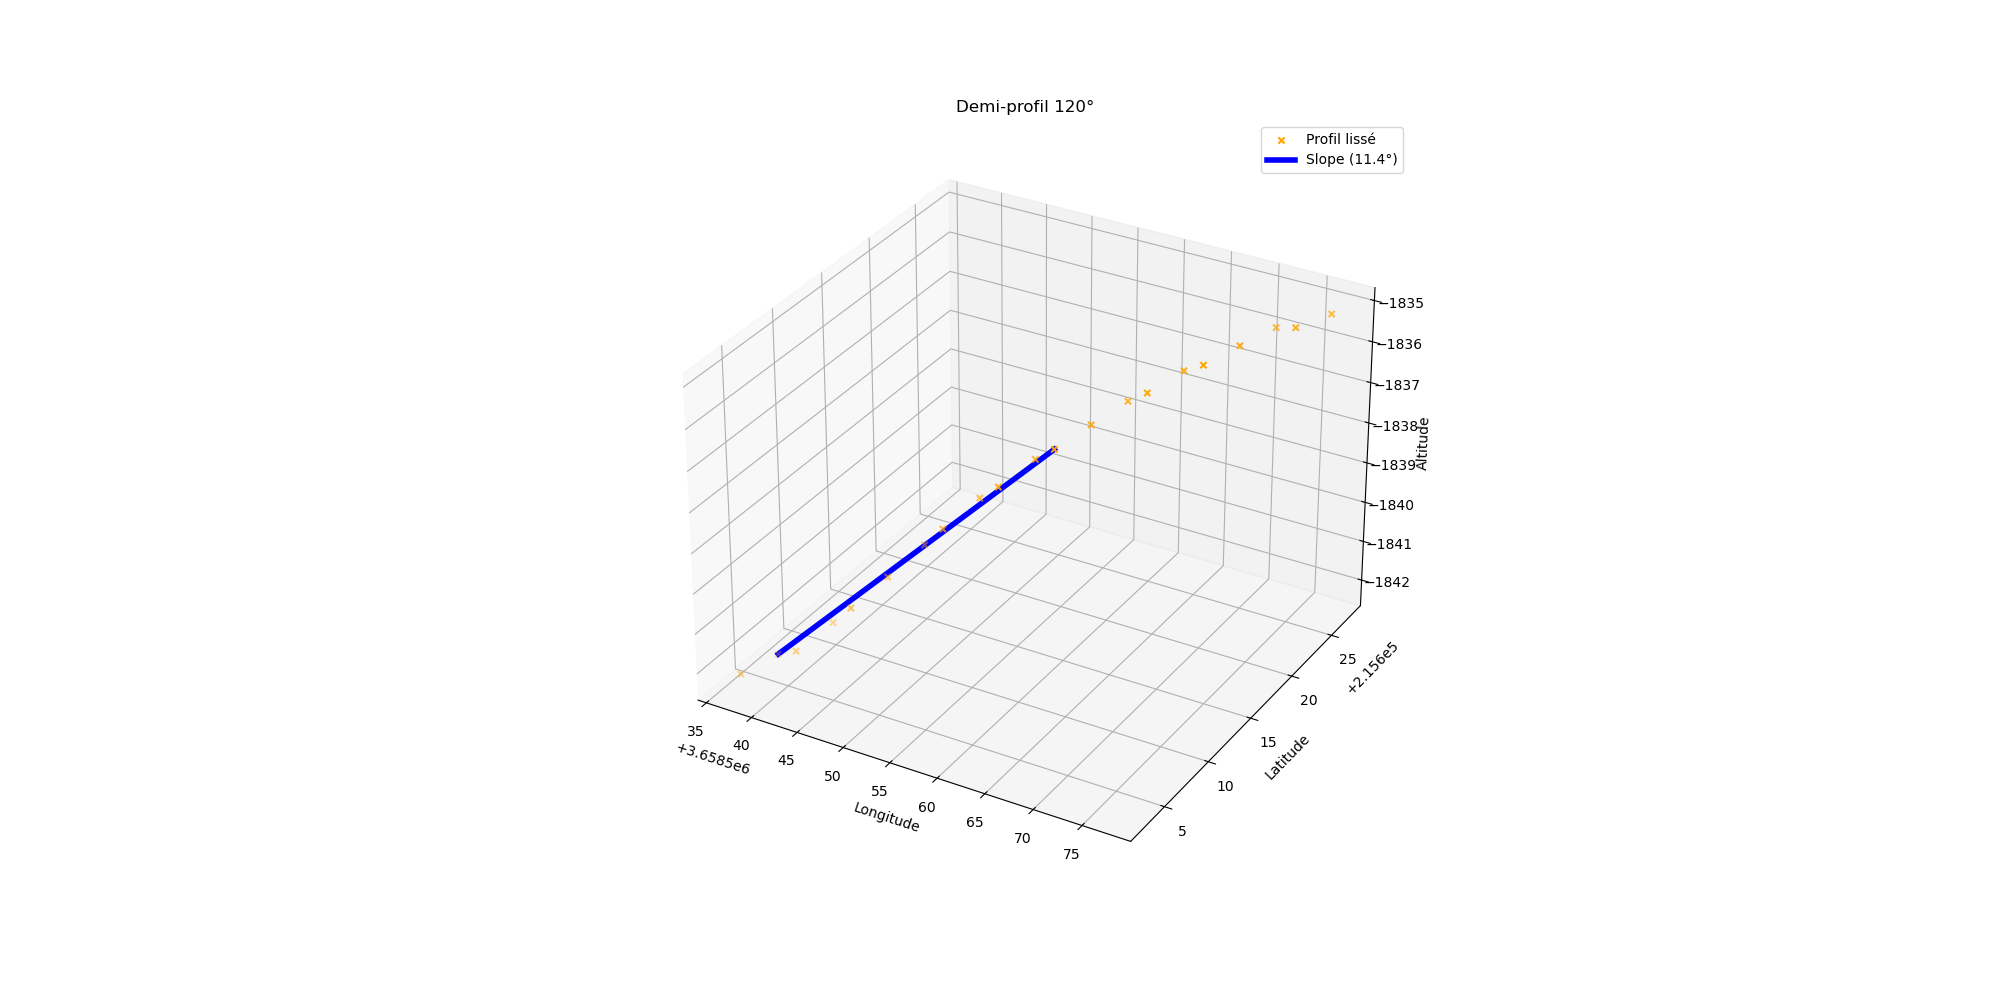 Demi-profil 120°
Profil lissé
Slope (11.4°)
−1835
−1836
−1837
−1838
−1839
−1840
−1841
−1842
Altitude
35
40
45
50
55
60
65
70
75
+3.6585e6
Longitude
5
10
15
20
25
+2.156e5
Latitude